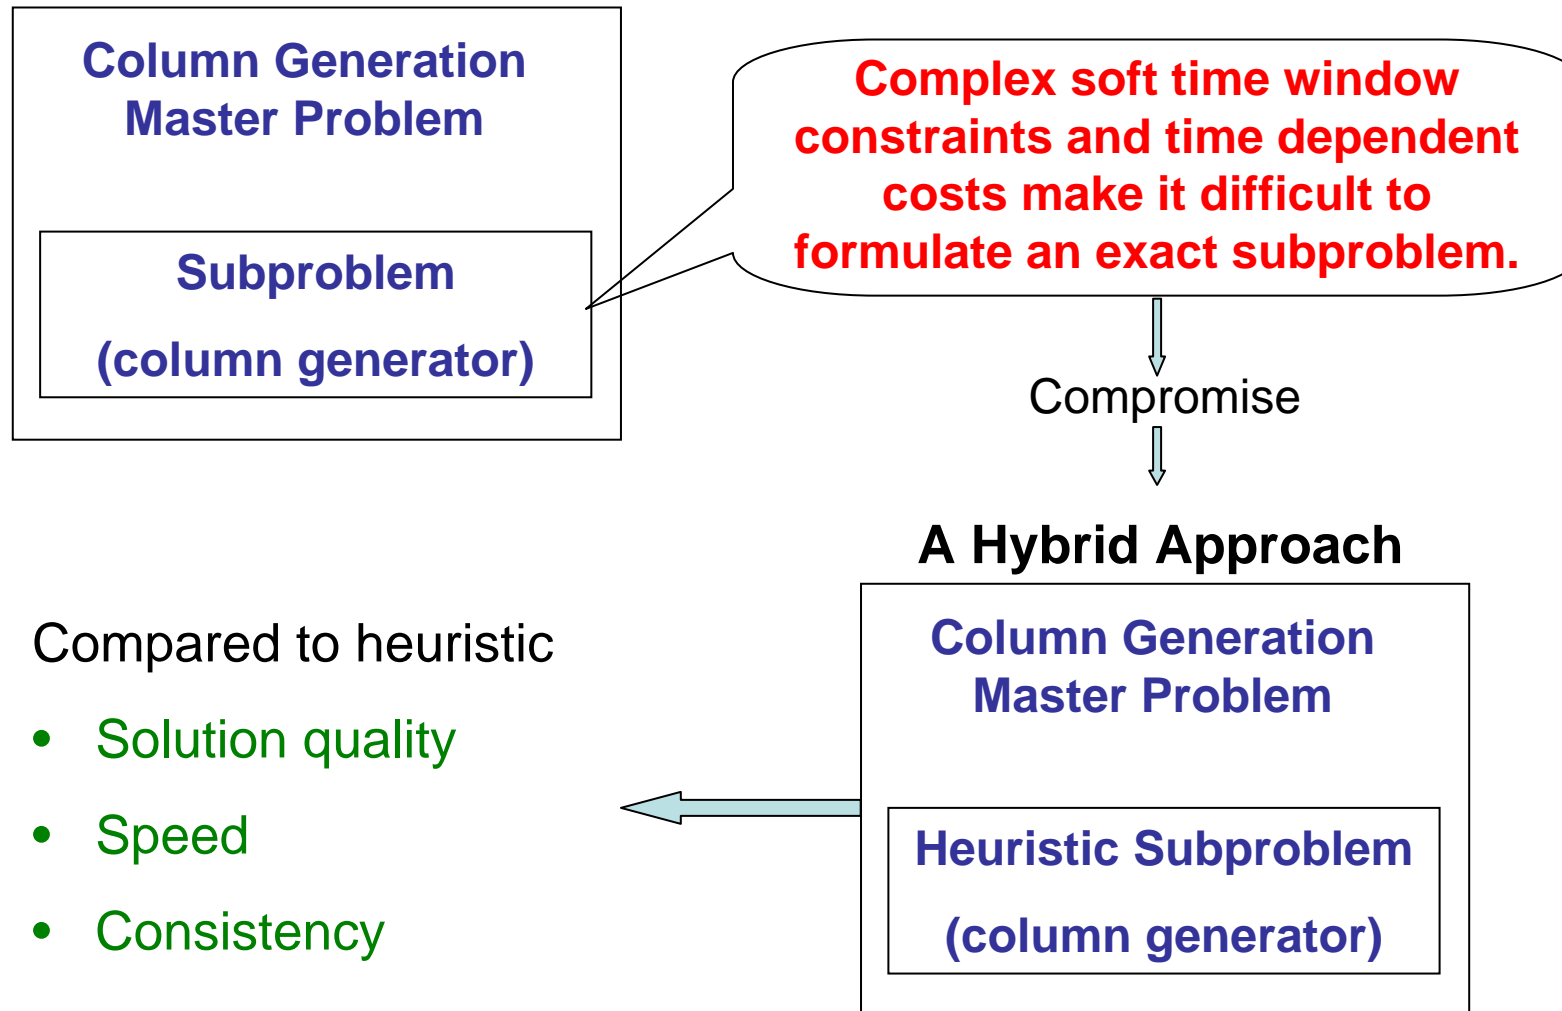 Column Generation
Master Problem
Subproblem
(column generator)
Complex soft time window
constraints and time dependent
costs make it difficult to
formulate an exact subproblem.
Compromise
A Hybrid Approach
Column Generation
Master Problem
Heuristic Subproblem
(column generator)
Compared to heuristic
• Solution quality
• Speed
• Consistency